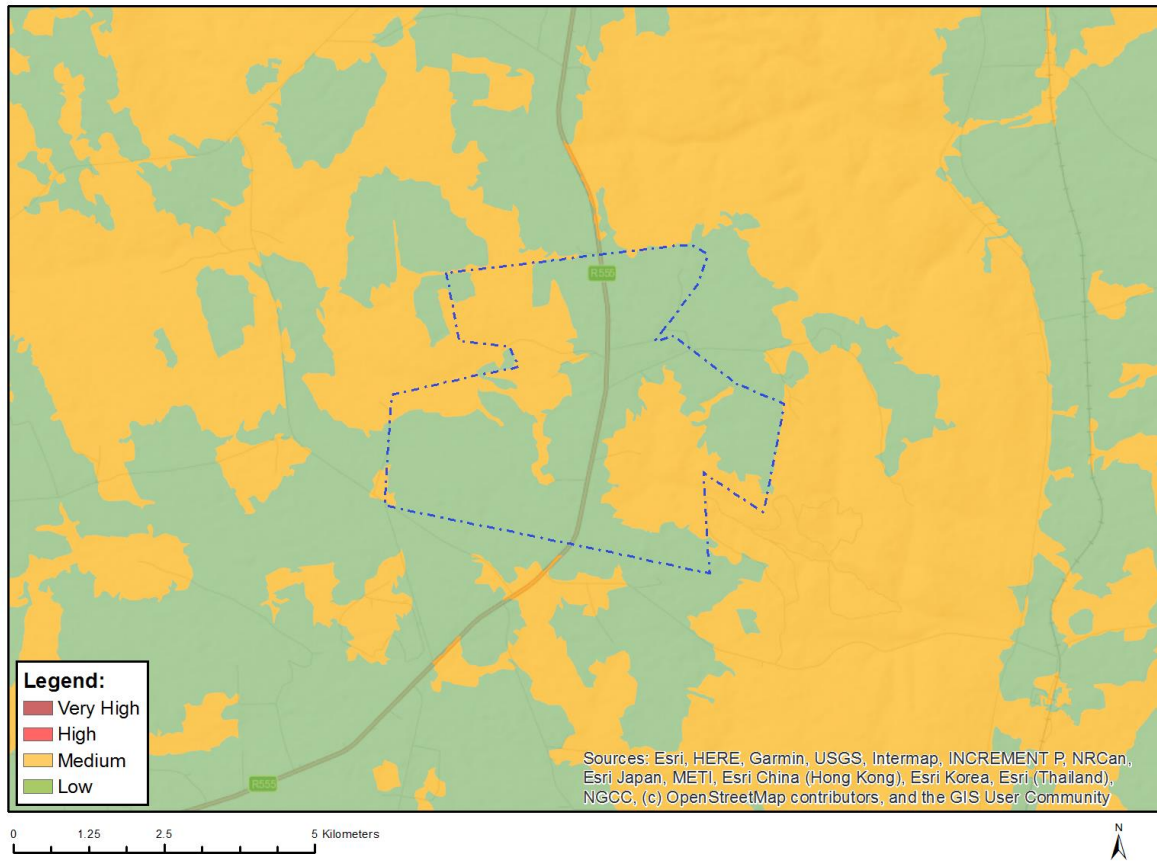 R555
Legend:
Very High
High
Medium
Low
R555
Sources: Esri, HERE, Garmin, USGS, Intermap, INCREMENT P, NRCan,
Esri Japan, METI, Esri China (Hong Kong), Esri Korea, Esri (Thailand),
NGCC, (c) OpenStreetMap contributors, and the GIS User Community
0 1.25 2.5 5 Kilometers
N